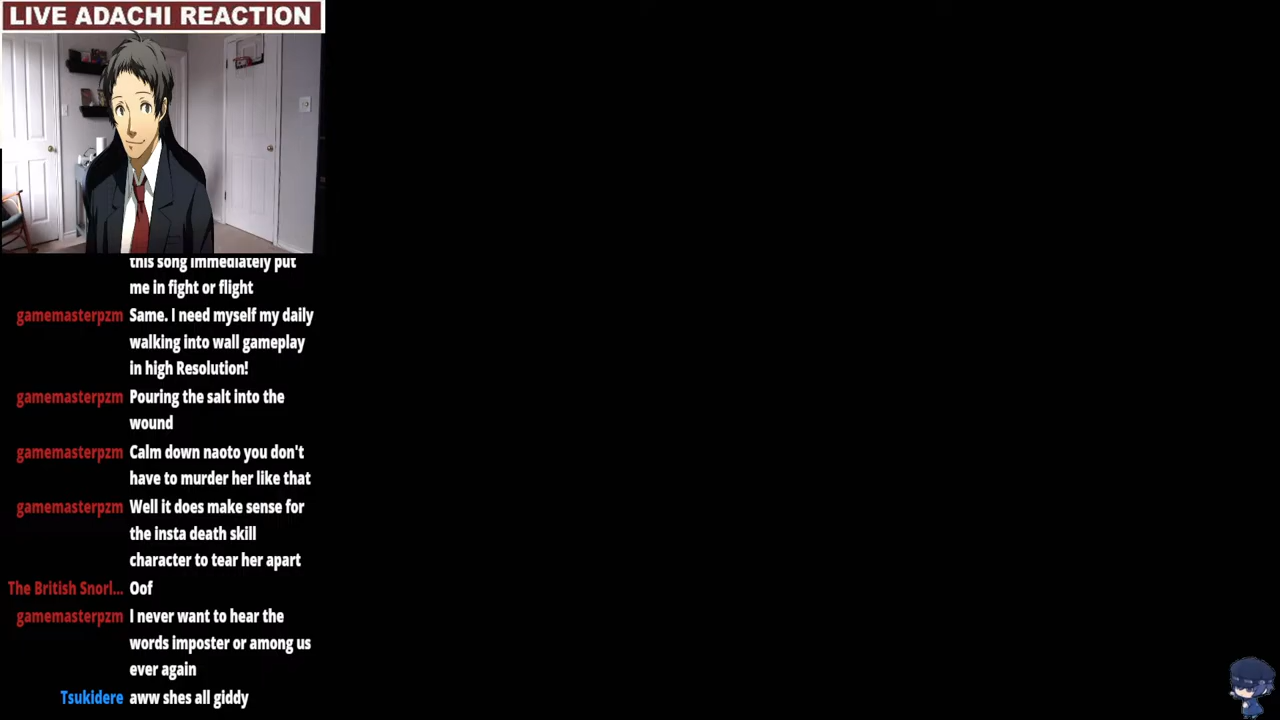 LIVE ADACHI REACTION
this song immediately put
me in fight or flight
gamemasterpzm Same. I need myself my daily
walking into wall gameplay
in high Resolution!
gamemasterpzm Pouring the salt into the
wound
gamemasterpzm Calm down naoto you don't
have to murder her like that
gamemasterpzm Well it does make sense for
the insta death skill
character to tear her apart
The British Snorl... Oof
gamemasterpzm I never want to hear the
words imposter or among us
ever again
Tsukidere aww shes all giddy